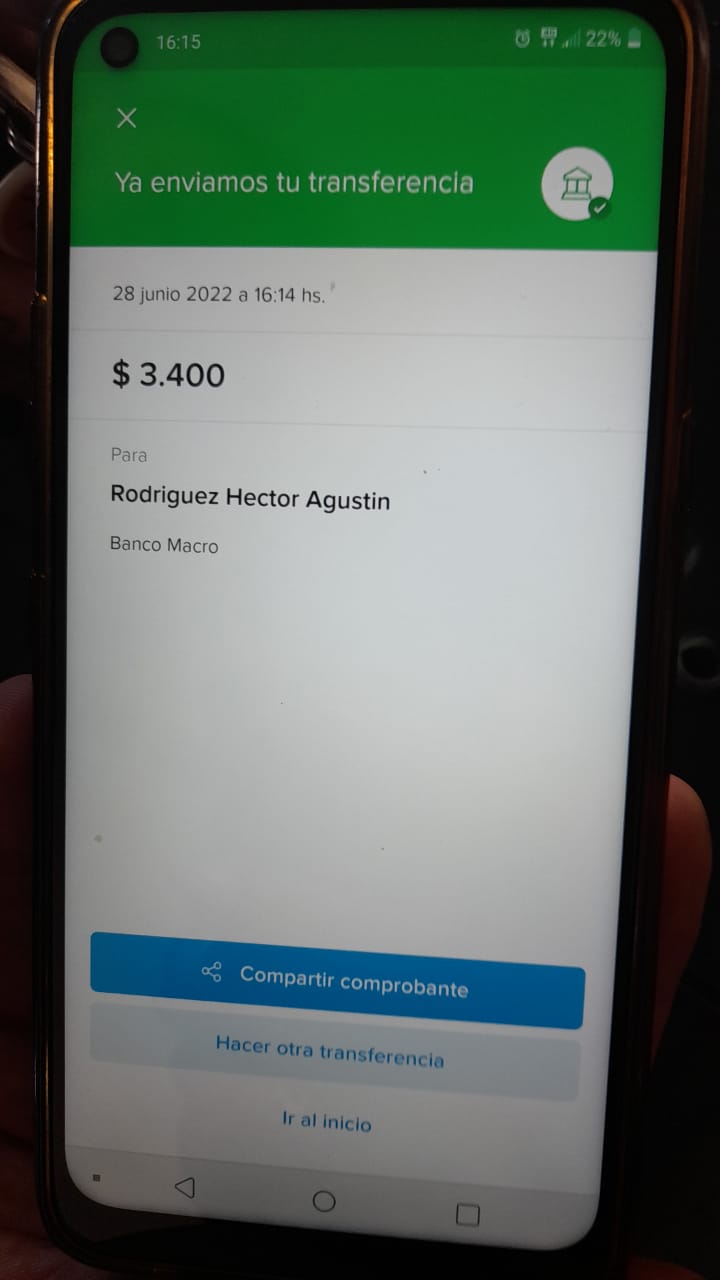 16:15
22%
Ya enviamos tu transferencia
28 junio 2022 a 16:14 hs.
$ 3.400
Para
Rodriguez Hector Agustin
Banco Macro
Compartir comprobante
Hacer otra transferencia
Ir al inicio